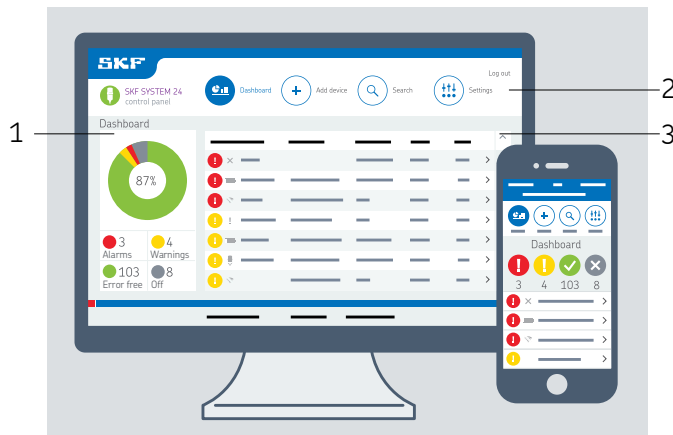 SKF
Log out
SKF SYSTEM 24
control panel
Dashboard
Add device
Search
Settings
2
1
Dashboard
3
87%
3
Alarms
4
Warnings
103
Error free
8
Off
Dashboard
3 4 103 8